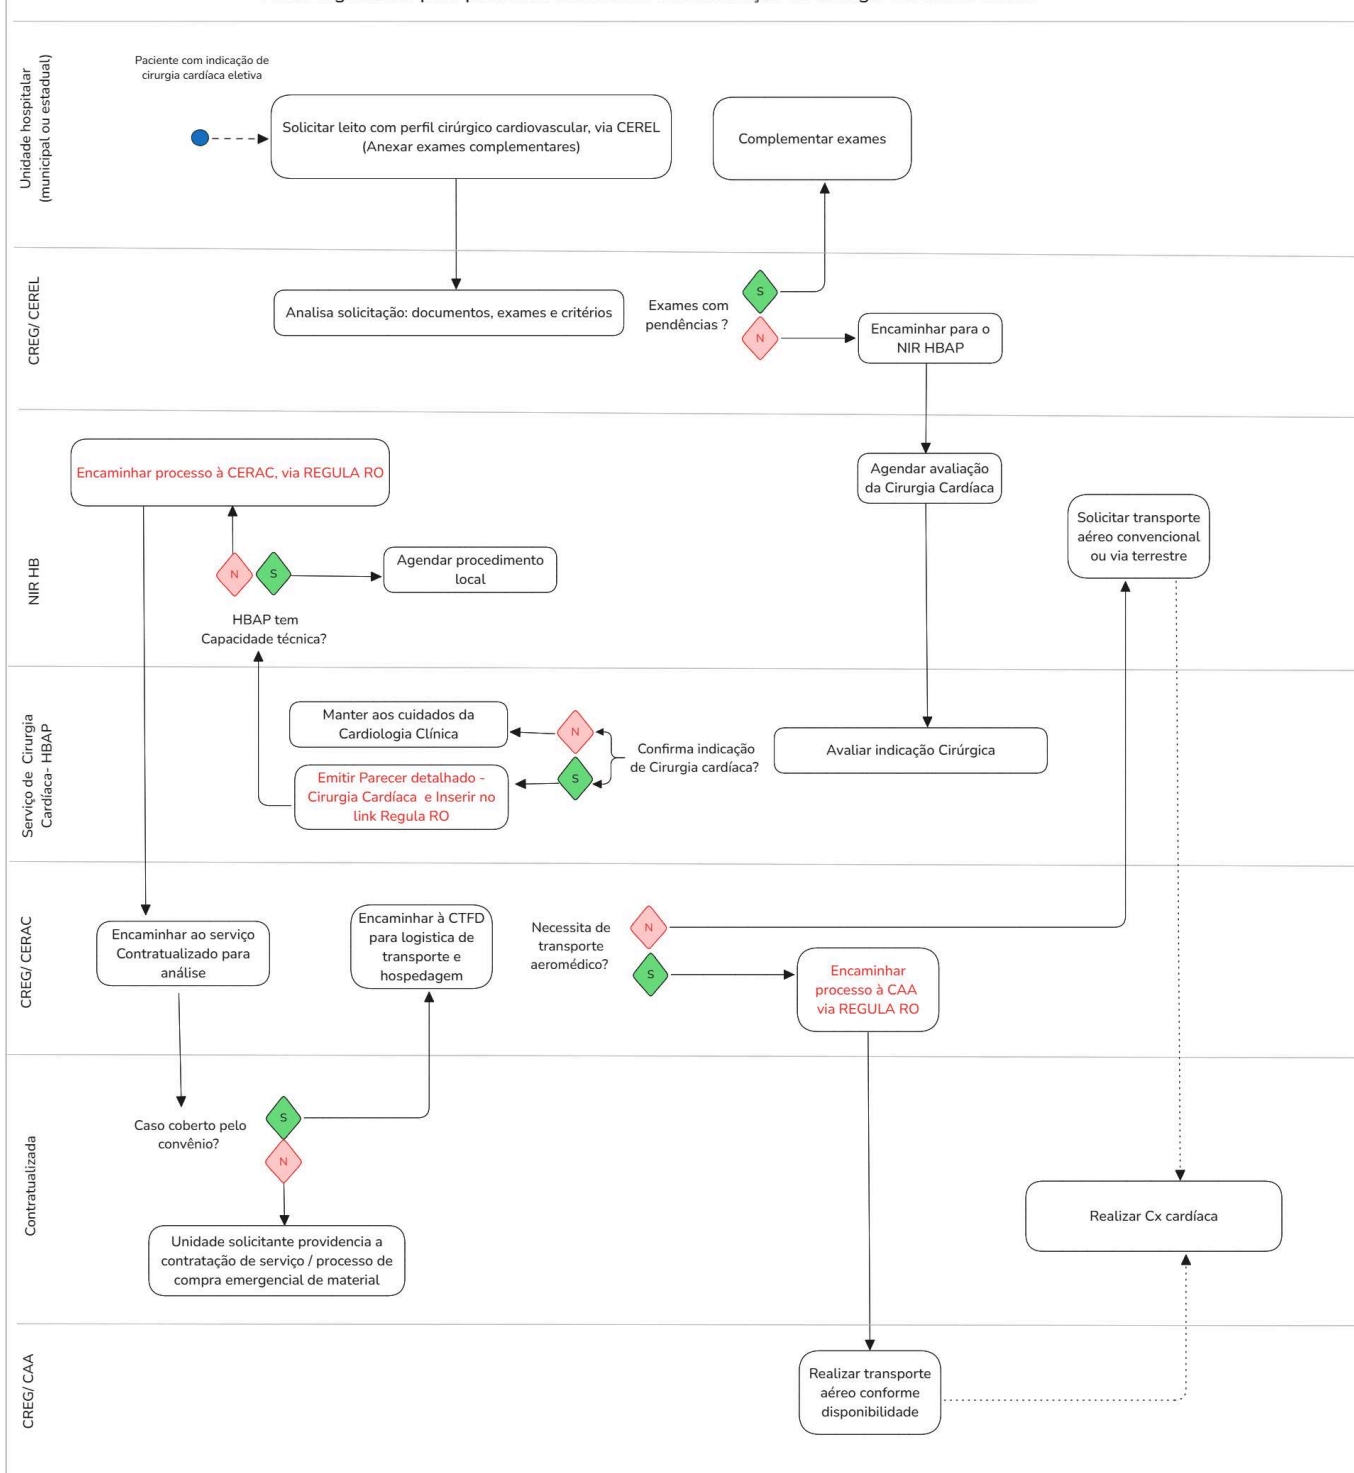 Unidade hospitalar
(municipal ou estadual)
Paciente com indicação de
cirurgia cardíaca eletiva
Solicitar leito com perfil cirúrgico cardiovascular, via CEREL
(Anexar exames complementares)
Complementar exames
CREG/ CEREL
Analisa solicitação: documentos, exames e critérios
Exames com
pendências ?
S
N
Encaminhar para o
NIR HBAP
NIR HB
Encaminhar processo à CERAC, via REGULA RO
N
S
Agendar procedimento
local
HBAP tem
Capacidade técnica?
Agendar avaliação
da Cirurgia Cardíaca
Solicitar transporte
aéreo convencional
ou via terrestre
Serviço de Cirurgia
Cardíaca- HBAP
Manter aos cuidados da
Cardiologia Clínica
N
S
Emitir Parecer detalhado -
Cirurgia Cardíaca e Inserir no
link Regula RO
Confirma indicação
de Cirurgia cardíaca?
Avaliar indicação Cirúrgica
CREG/ CERAC
Encaminhar ao serviço
Contratualizado para
análise
Encaminhar à CTFD
para logistica de
transporte e
hospedagem
Necessita de
transporte
aeromédico?
N
S
Encaminhar
processo à CAA
via REGULA RO
Contratualizada
Caso coberto pelo
convênio?
S
N
Unidade solicitante providencia a
contratação de serviço / processo de
compra emergencial de material
Realizar Cx cardíaca
CREG/ CAA
Realizar transporte
aéreo conforme
disponibilidade